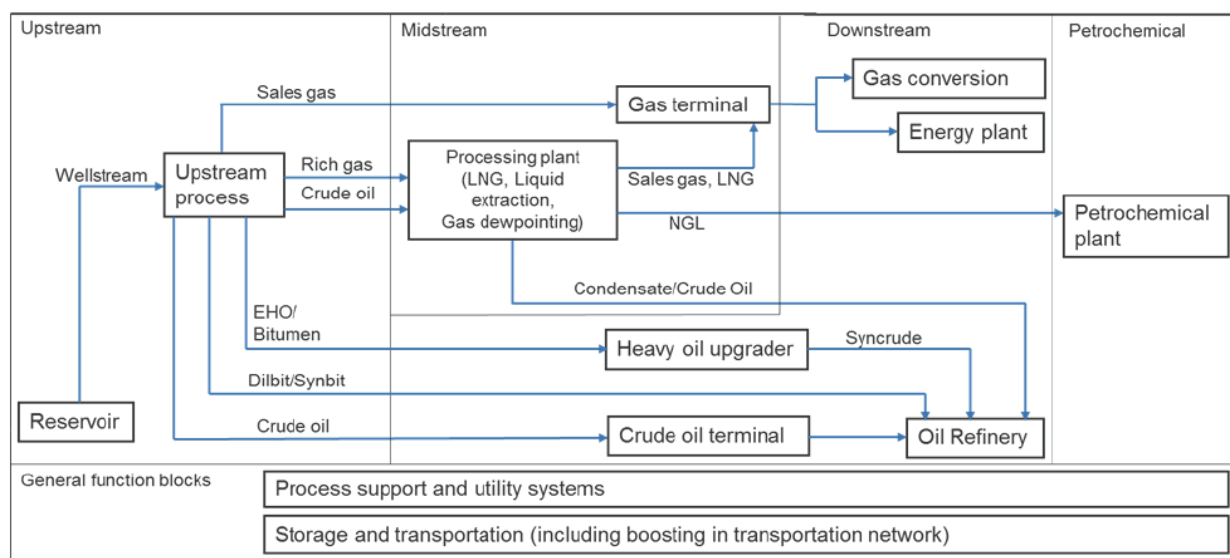 Upstream
Midstream
Downstream
Petrochemical
Sales gas
Gas terminal
Gas conversion
Energy plant
Wellstream
Upstream
process
Rich gas
Crude oil
Processing plant
(LNG, Liquid
extraction,
Gas dewpointing)
Sales gas, LNG
NGL
Petrochemical
plant
Condensate/Crude Oil
EHO/
Bitumen
Heavy oil upgrader
Syncrude
Dilbit/Synbit
Reservoir
Crude oil
Crude oil terminal
Oil Refinery
General function blocks
Process support and utility systems
Storage and transportation (including boosting in transportation network)